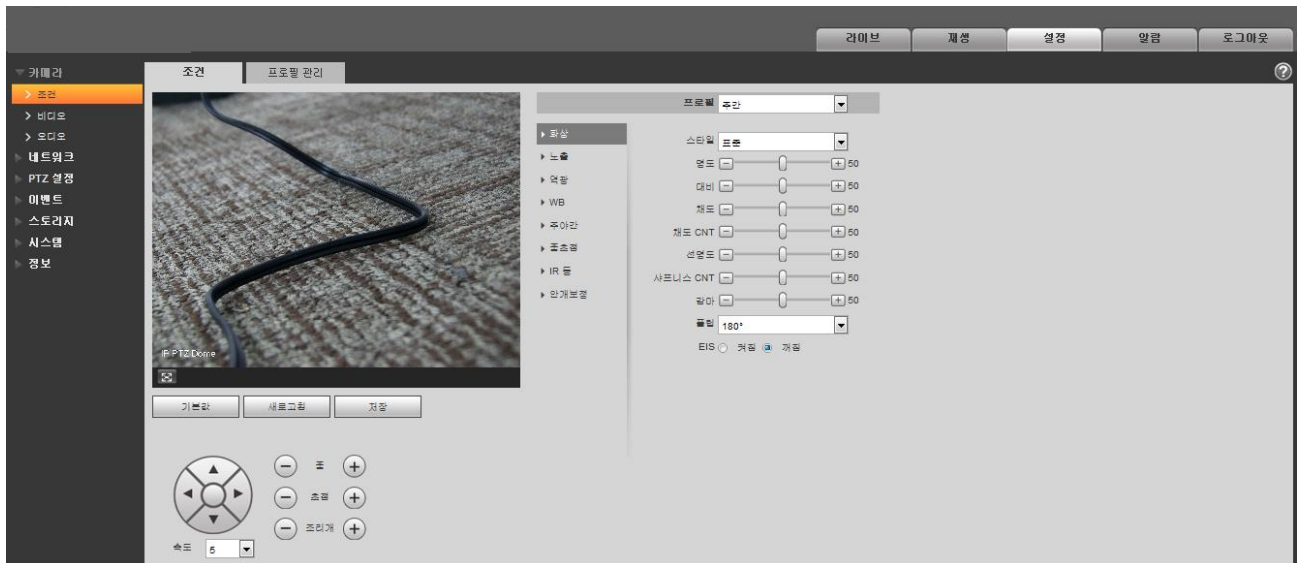 라이브 재생 설정 알람 로그아웃
카메라
조건
비디오
오디오
네트워크
PTZ 설정
이벤트
스토리지
시스템
정보
조건 프로필 관리
IP PTZ Dome
기본값 새로고침 저장
줌
초점
조리개
속도 5
프로필 주간
화상
노출
역광
WB
주야간
줌초점
IR 등
안개보정
스타일 표준
명도 50
대비 50
채도 50
채도 CNT 50
선명도 50
샤프니스 CNT 50
감마 50
플립 180°
EIS 켜짐 꺼짐